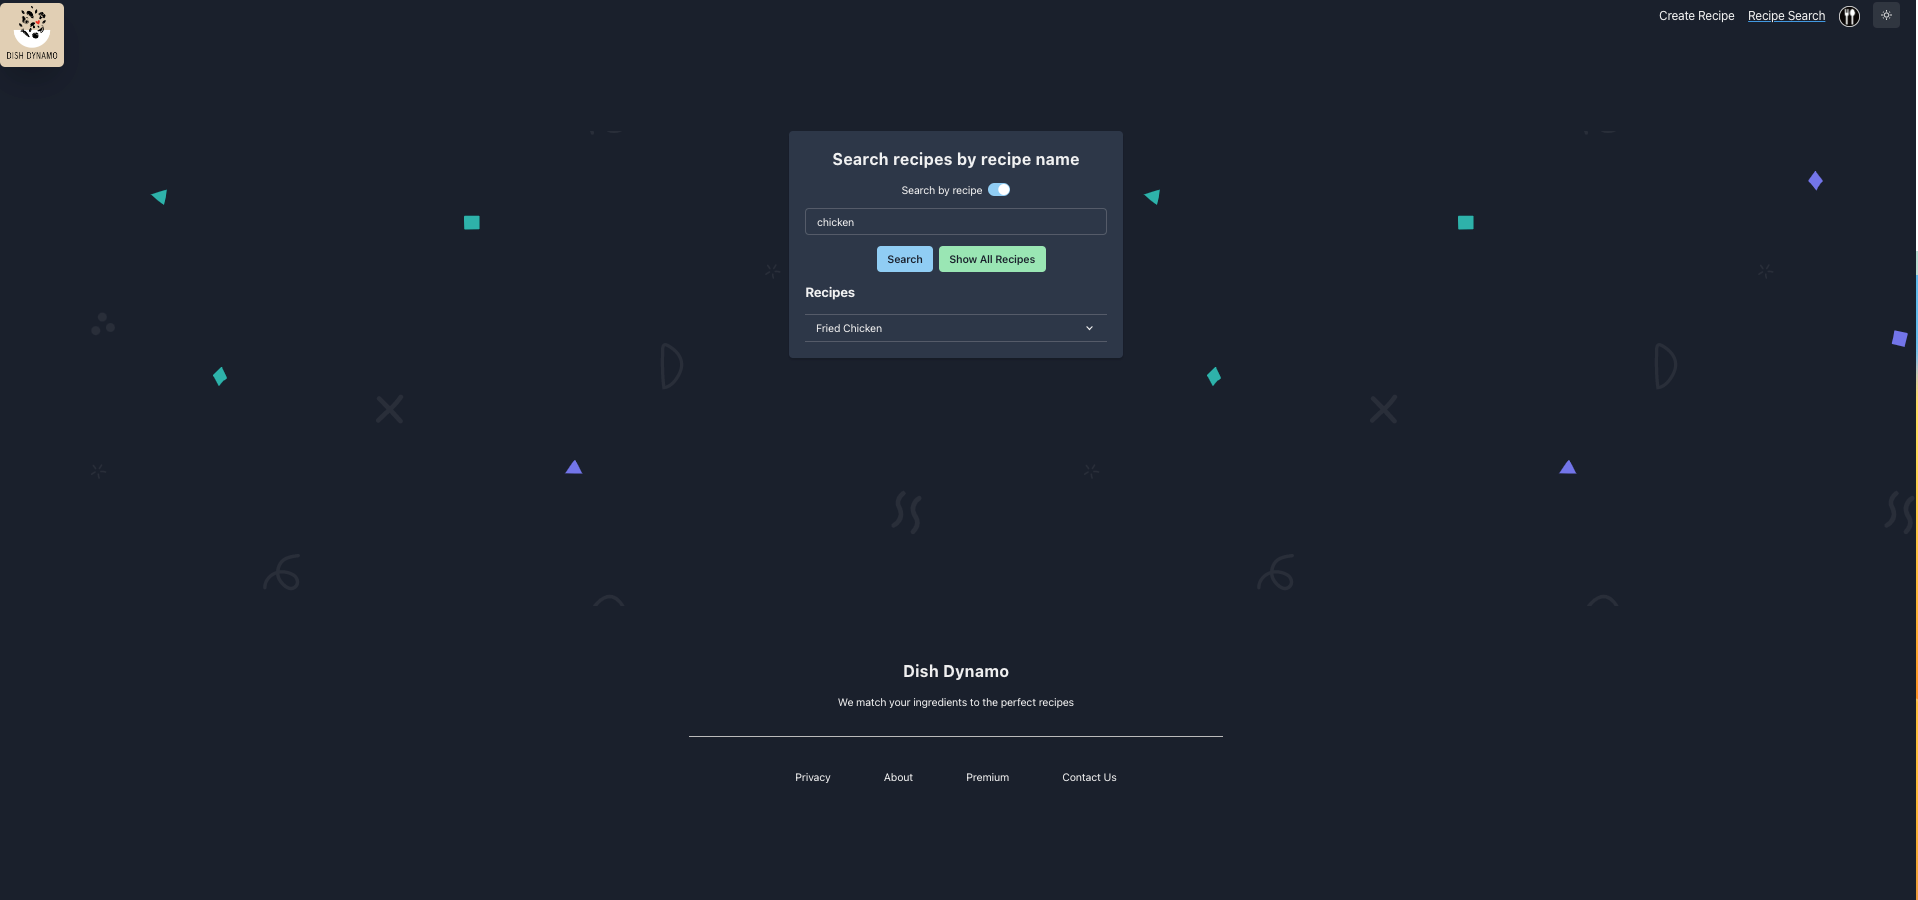 DISH DYNAMO
Create Recipe
Recipe Search
Search recipes by recipe name
Search by recipe
chicken
Search
Show All Recipes
Recipes
Fried Chicken
Dish Dynamo
We match your ingredients to the perfect recipes
Privacy
About
Premium
Contact Us